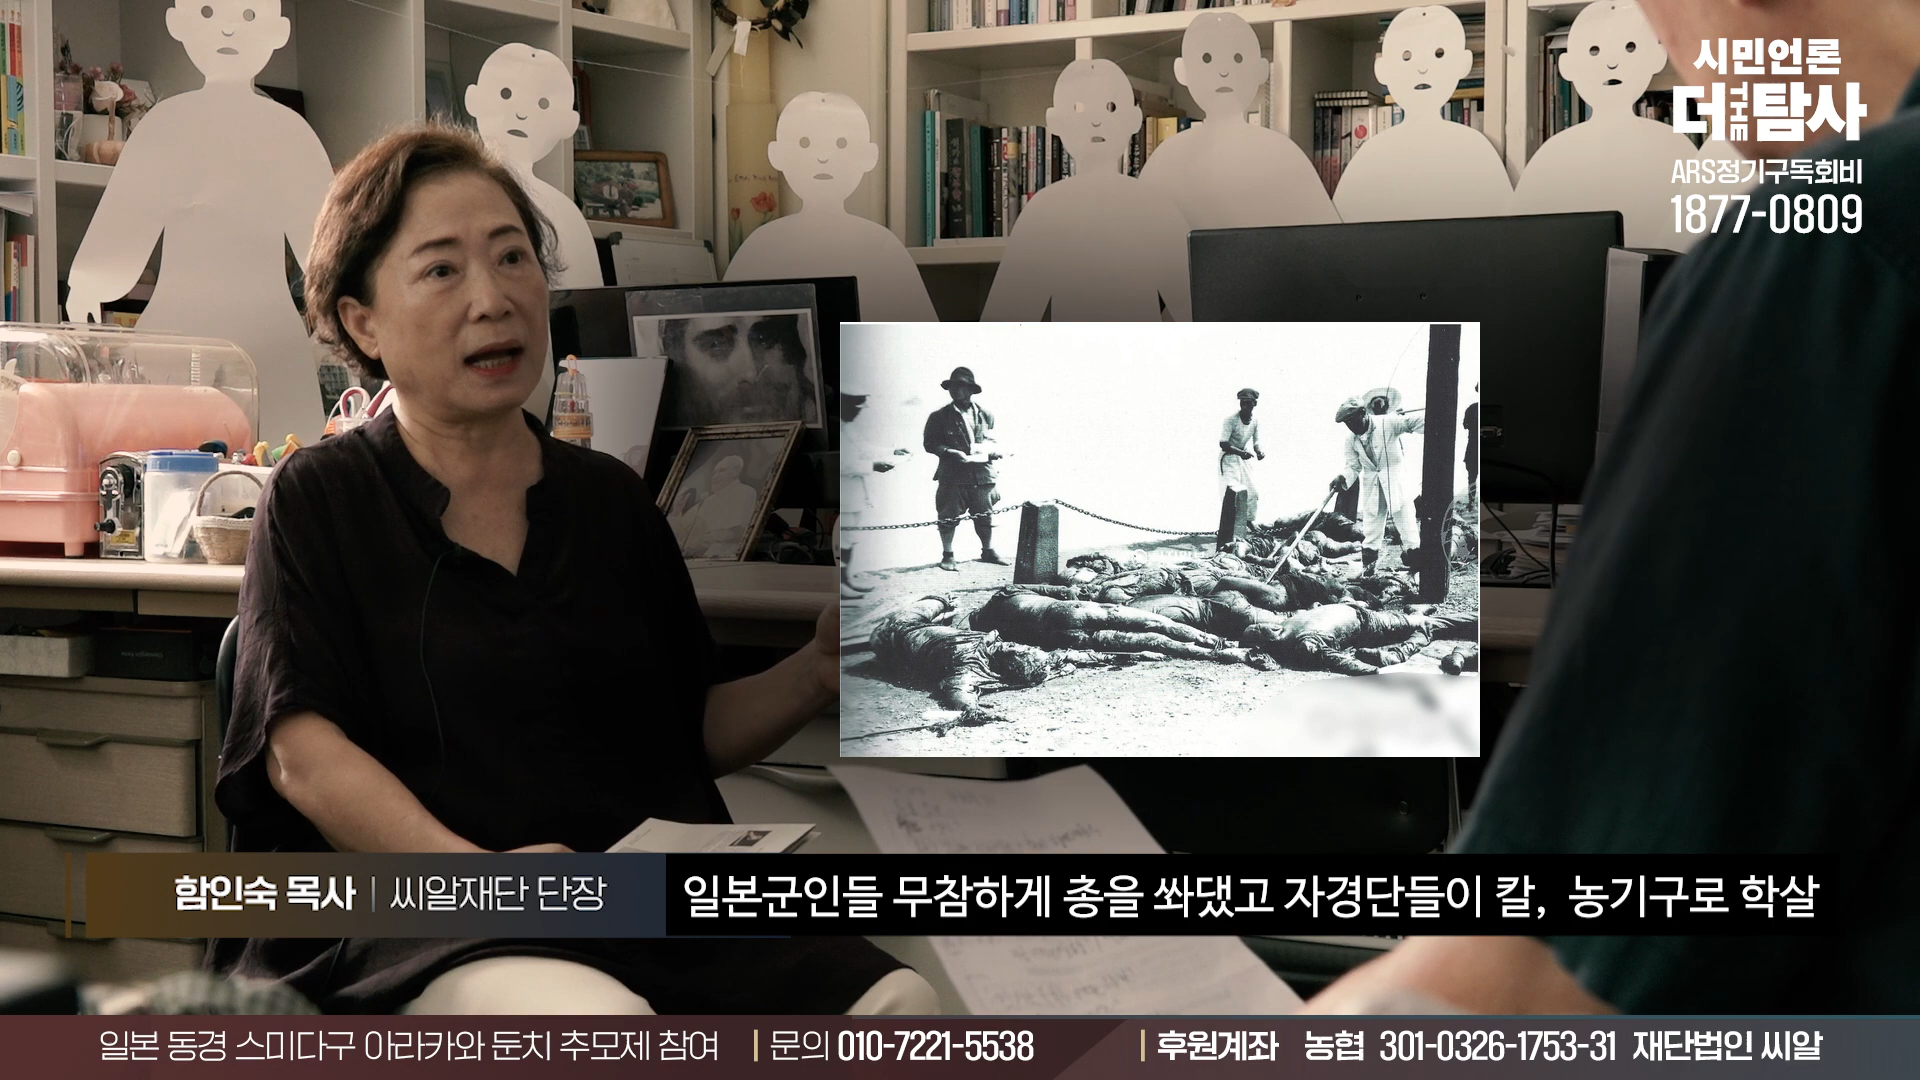 시민언론
더탐사
THE
ARS정기구독회비
1877-0809
함인숙 목사 | 씨알재단 단장
일본군인들 무참하게 총을 쏴댔고 자경단들이 칼, 농기구로 학살
일본 동경 스미다구 아라카와 둔치 추모제 참여 | 문의 010-7221-5538 | 후원계좌 농협 301-0326-1753-31 재단법인 씨알